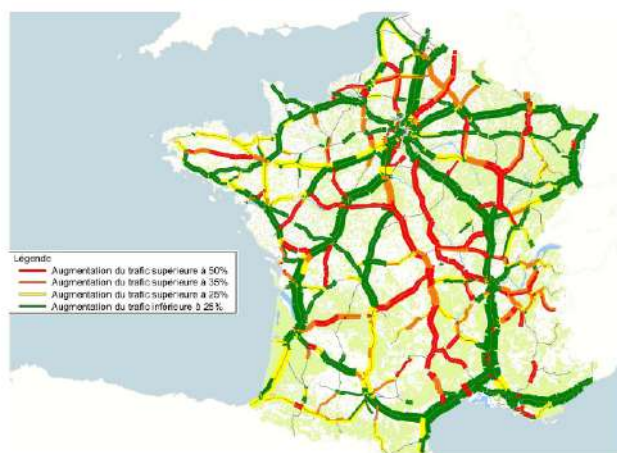 Légende
Augmentation du trafic supérieure à 50%
Augmentation du trafic supérieure à 35%
Augmentation du trafic supérieure à 25%
Augmentation du trafic inférieure à 25%